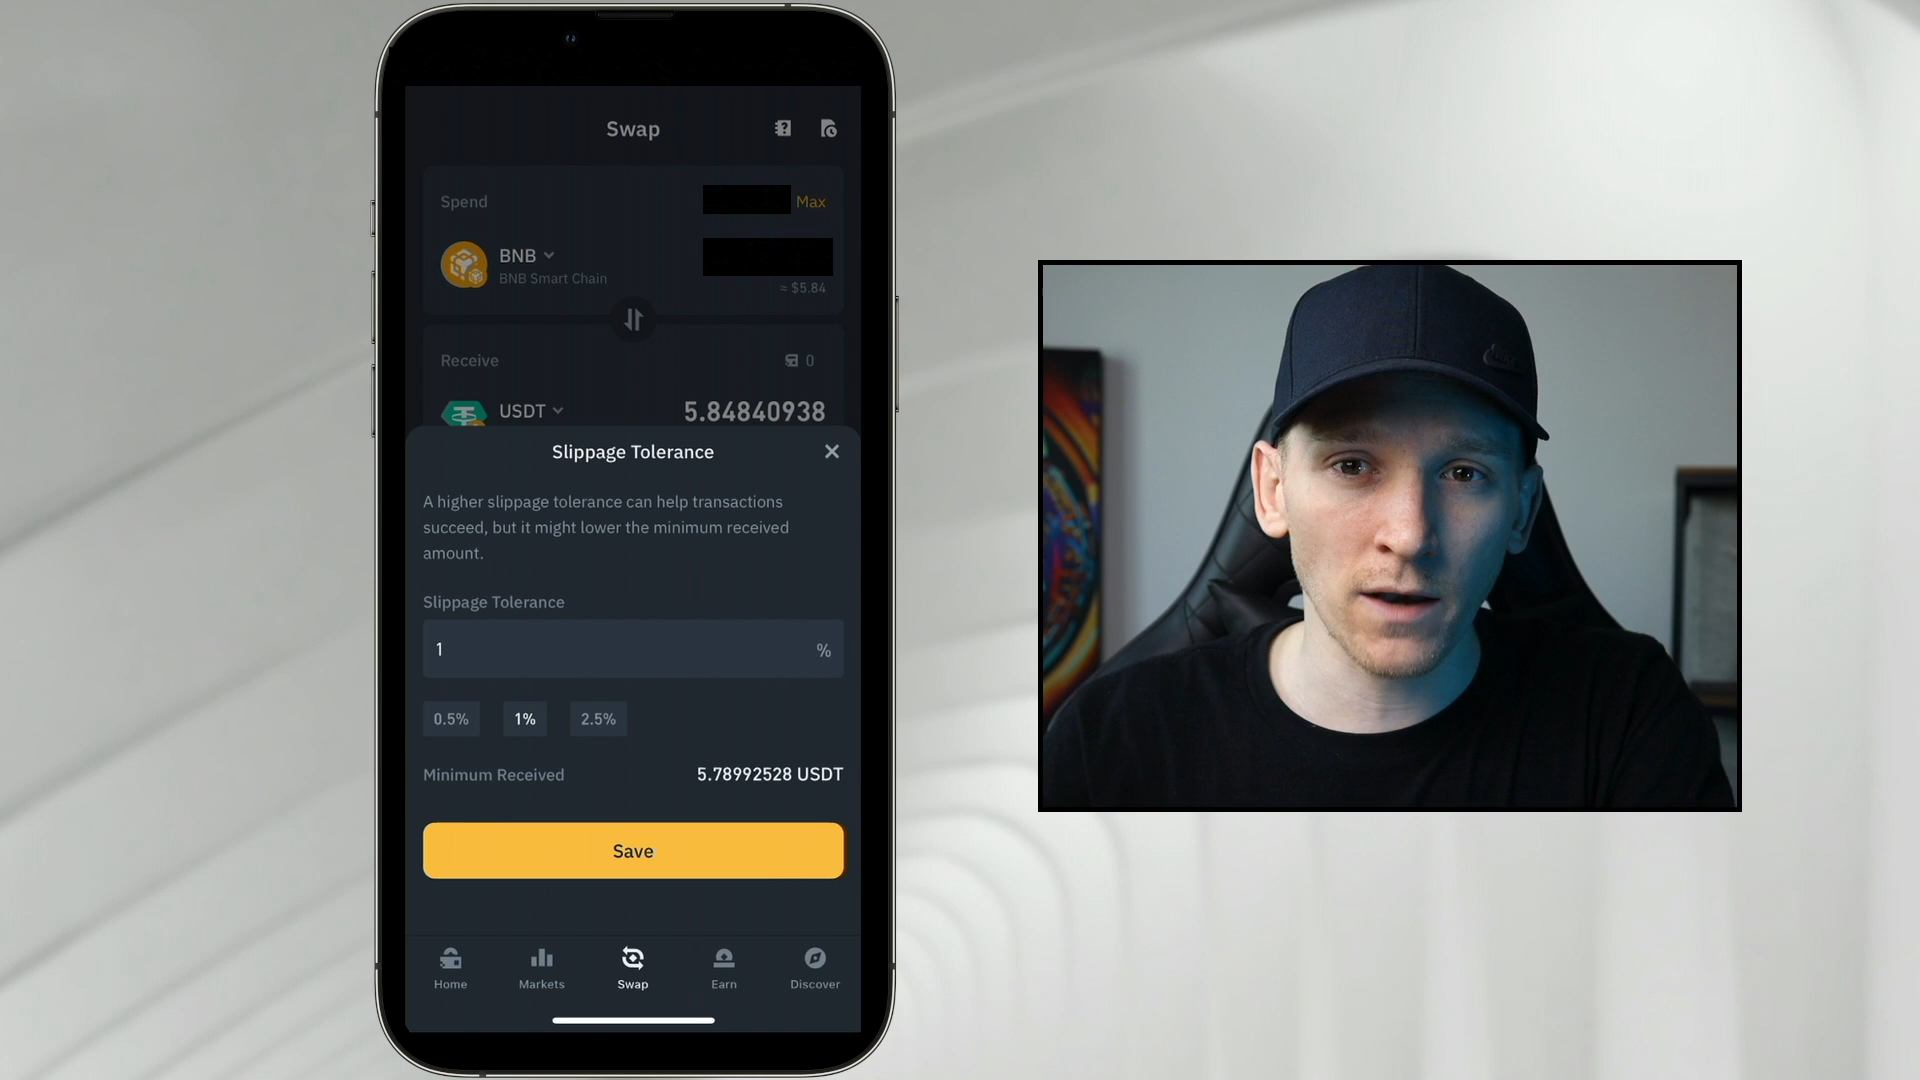 Swap
Spend
Max
BNB
BNB Smart Chain
≈ $5.84
Receive
0
USDT
5.84840938
Slippage Tolerance
A higher slippage tolerance can help transactions
succeed, but it might lower the minimum received
amount.
Slippage Tolerance
1 %
0.5% 1% 2.5%
Minimum Received 5.78992528 USDT
Save
Home Markets Swap Earn Discover